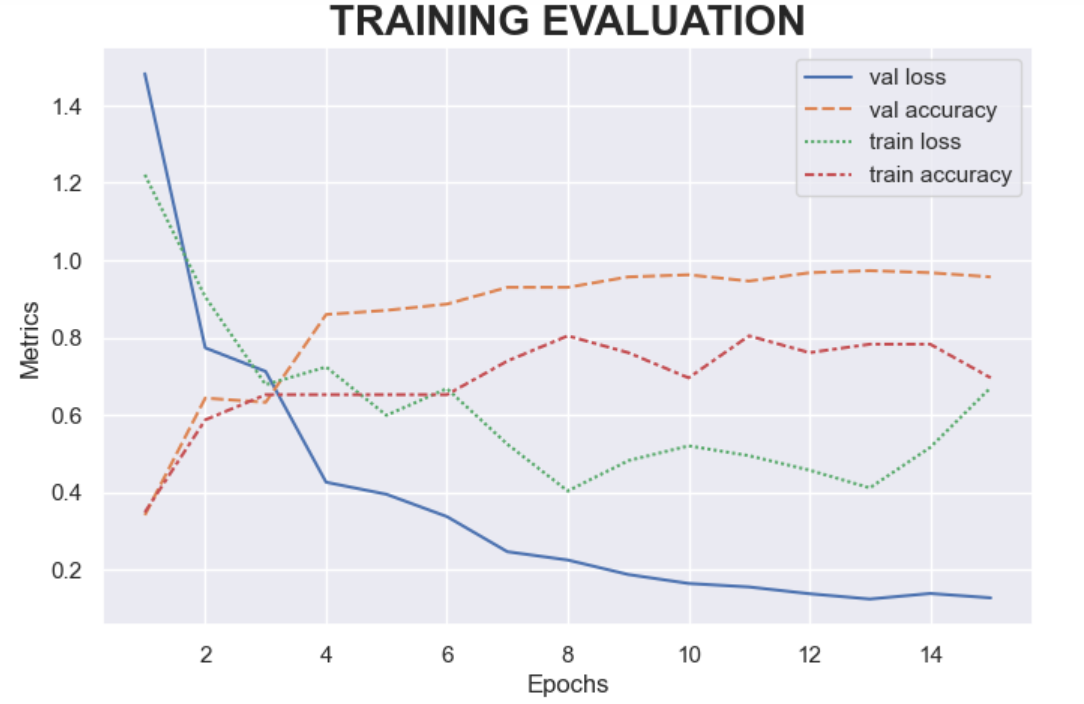 TRAINING EVALUATION
val loss
val accuracy
train loss
train accuracy
1.4
1.2
1.0
0.8
0.6
0.4
0.2
Metrics
2 4 6 8 10 12 14
Epochs